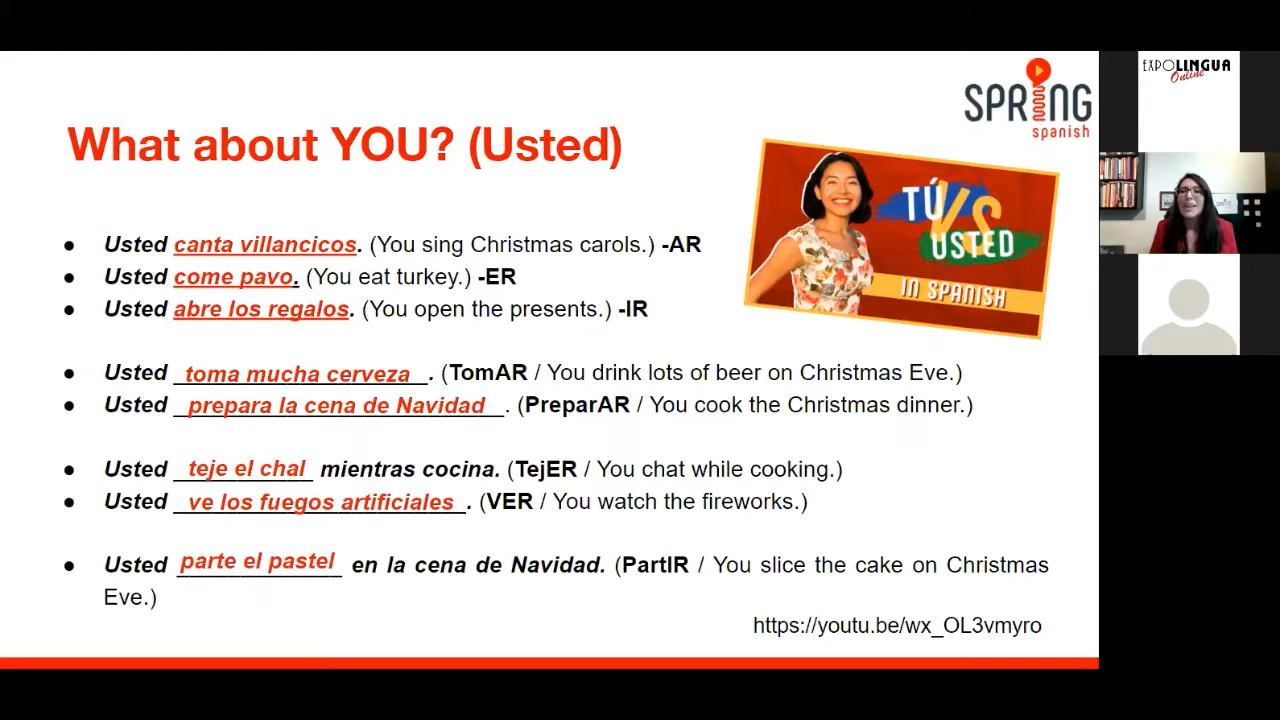 EXPOLINGUA
Online
SPRING
spanish
What about YOU? (Usted)
TÚ VS
USTED
IN SPANISH
● Usted canta villancicos. (You sing Christmas carols.) -AR
● Usted come pavo. (You eat turkey.) -ER
● Usted abre los regalos. (You open the presents.) -IR
● Usted toma mucha cerveza. (TomAR / You drink lots of beer on Christmas Eve.)
● Usted prepara la cena de Navidad. (PreparAR / You cook the Christmas dinner.)
● Usted teje el chal mientras cocina. (TejER / You chat while cooking.)
● Usted ve los fuegos artificiales. (VER / You watch the fireworks.)
● Usted parte el pastel en la cena de Navidad. (PartIR / You slice the cake on Christmas
Eve.)
https://youtu.be/wx_OL3vmyro